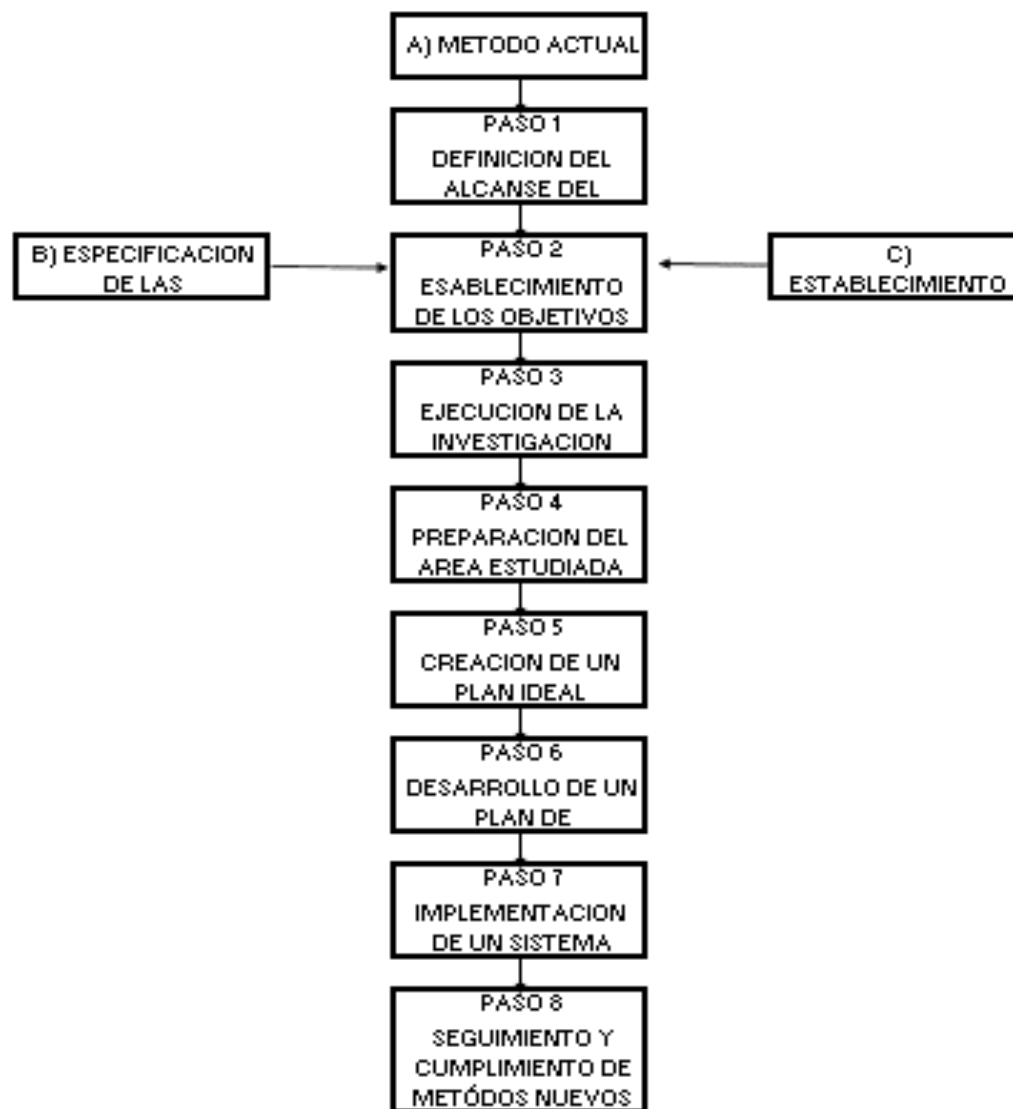 A) METODO ACTUAL
PASO 1
DEFINICION DEL
ALCANSE DEL
B) ESPECIFICACION
DE LAS
PASO 2
ESABLECIMIENTO
DE LOS OBJETIVOS
C)
ESTABLECIMIENTO
PASO 3
EJECUCION DE LA
INVESTIGACION
PASO 4
PREPARACION DEL
AREA ESTUDIADA
PASO 5
CREACION DE UN
PLAN IDEAL
PASO 6
DESARROLLO DE UN
PLAN DE
PASO 7
IMPLEMENTACION
DE UN SISTEMA
PASO 8
SEGUIMIENTO Y
CUMPLIMIENTO DE
METÓDOS NUEVOS